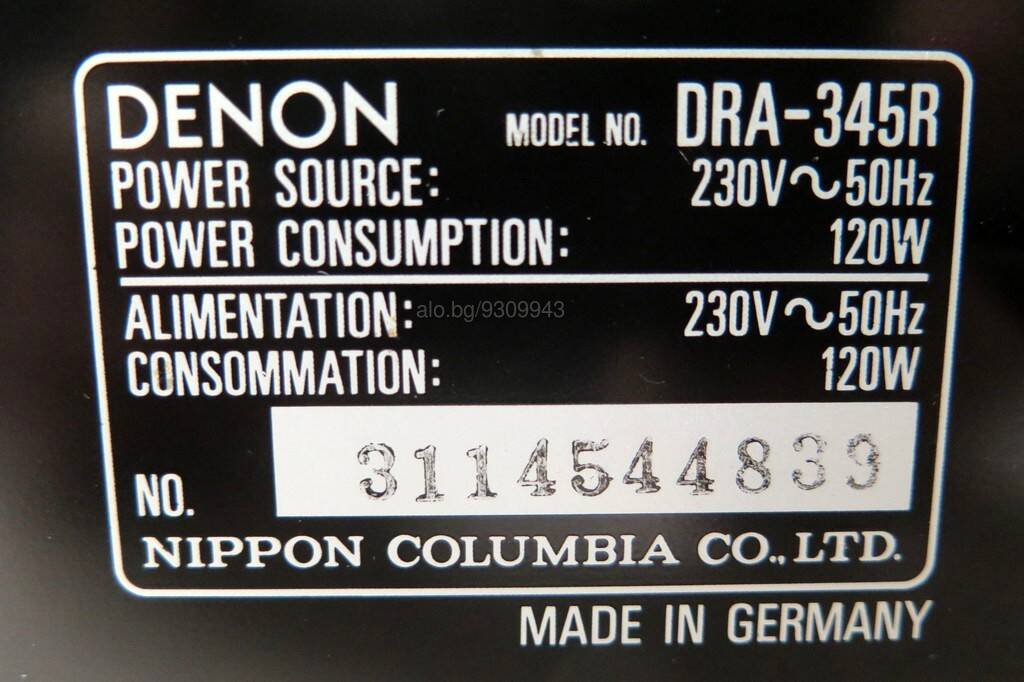 DENON MODEL NO. DRA-345R
POWER SOURCE: 230V~50Hz
POWER CONSUMPTION: 120W
ALIMENTATION: 230V~50Hz
alo.bg/9309943
CONSOMMATION: 120W
NO. 3114544839
NIPPON COLUMBIA CO., LTD.
MADE IN GERMANY